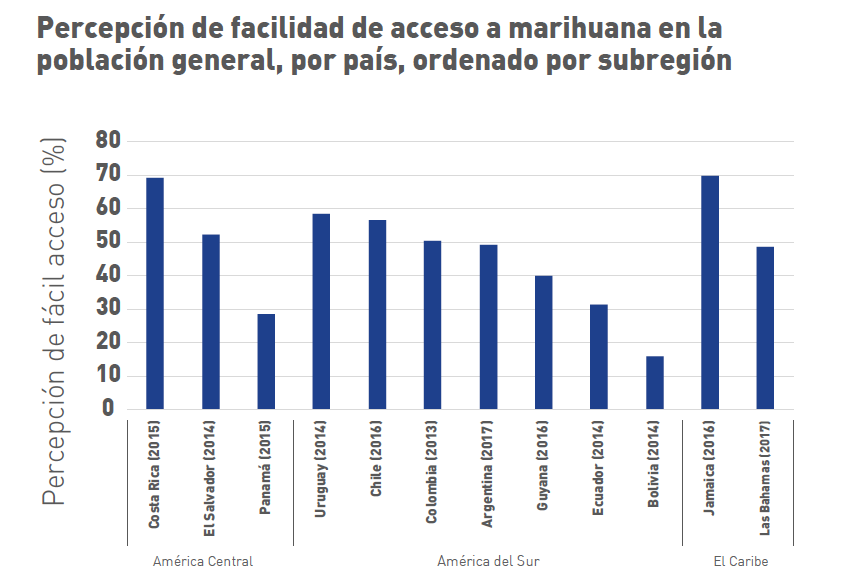 Percepción de facilidad de acceso a marihuana en la
población general, por país, ordenado por subregión
Percepción de fácil acceso (%)
80
70
60
50
40
30
20
10
0
Costa Rica (2015)
El Salvador (2014)
Panamá (2015)
Uruguay (2014)
Chile (2016)
Colombia (2013)
Argentina (2017)
Guyana (2016)
Ecuador (2014)
Bolivia (2014)
Jamaica (2016)
Las Bahamas (2017)
América Central
América del Sur
El Caribe